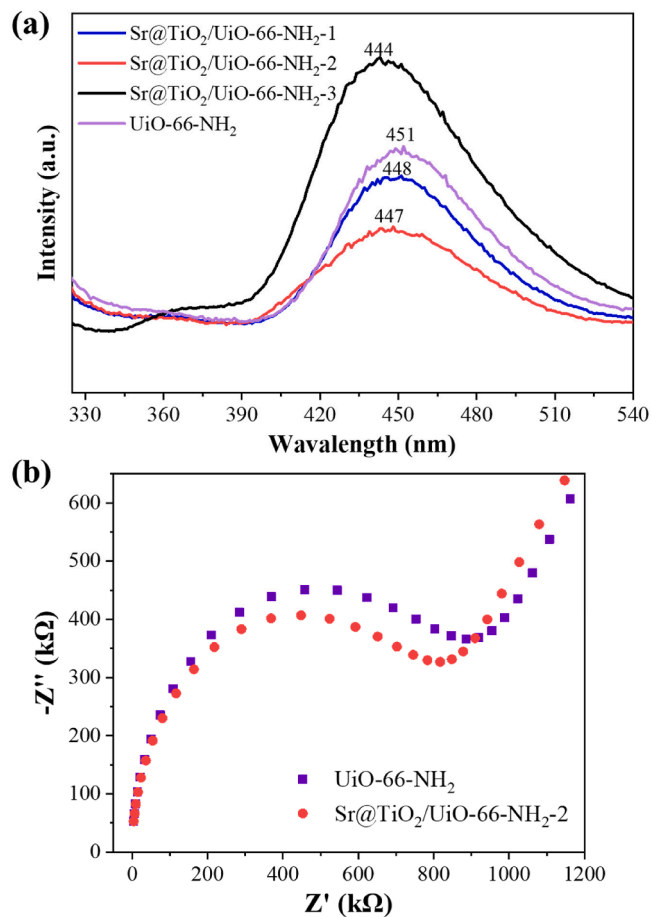 (a)
Sr@TiO₂/UiO-66-NH₂-1
Sr@TiO₂/UiO-66-NH₂-2
Sr@TiO₂/UiO-66-NH₂-3
UiO-66-NH₂
444
451
448
447
Intensity (a.u.)
330 360 390 420 450 480 510 540
Wavalength (nm)
(b)
600
500
400
300
200
100
0
-Z'' (kΩ)
UiO-66-NH₂
Sr@TiO₂/UiO-66-NH₂-2
0 200 400 600 800 1000 1200
Z' (kΩ)